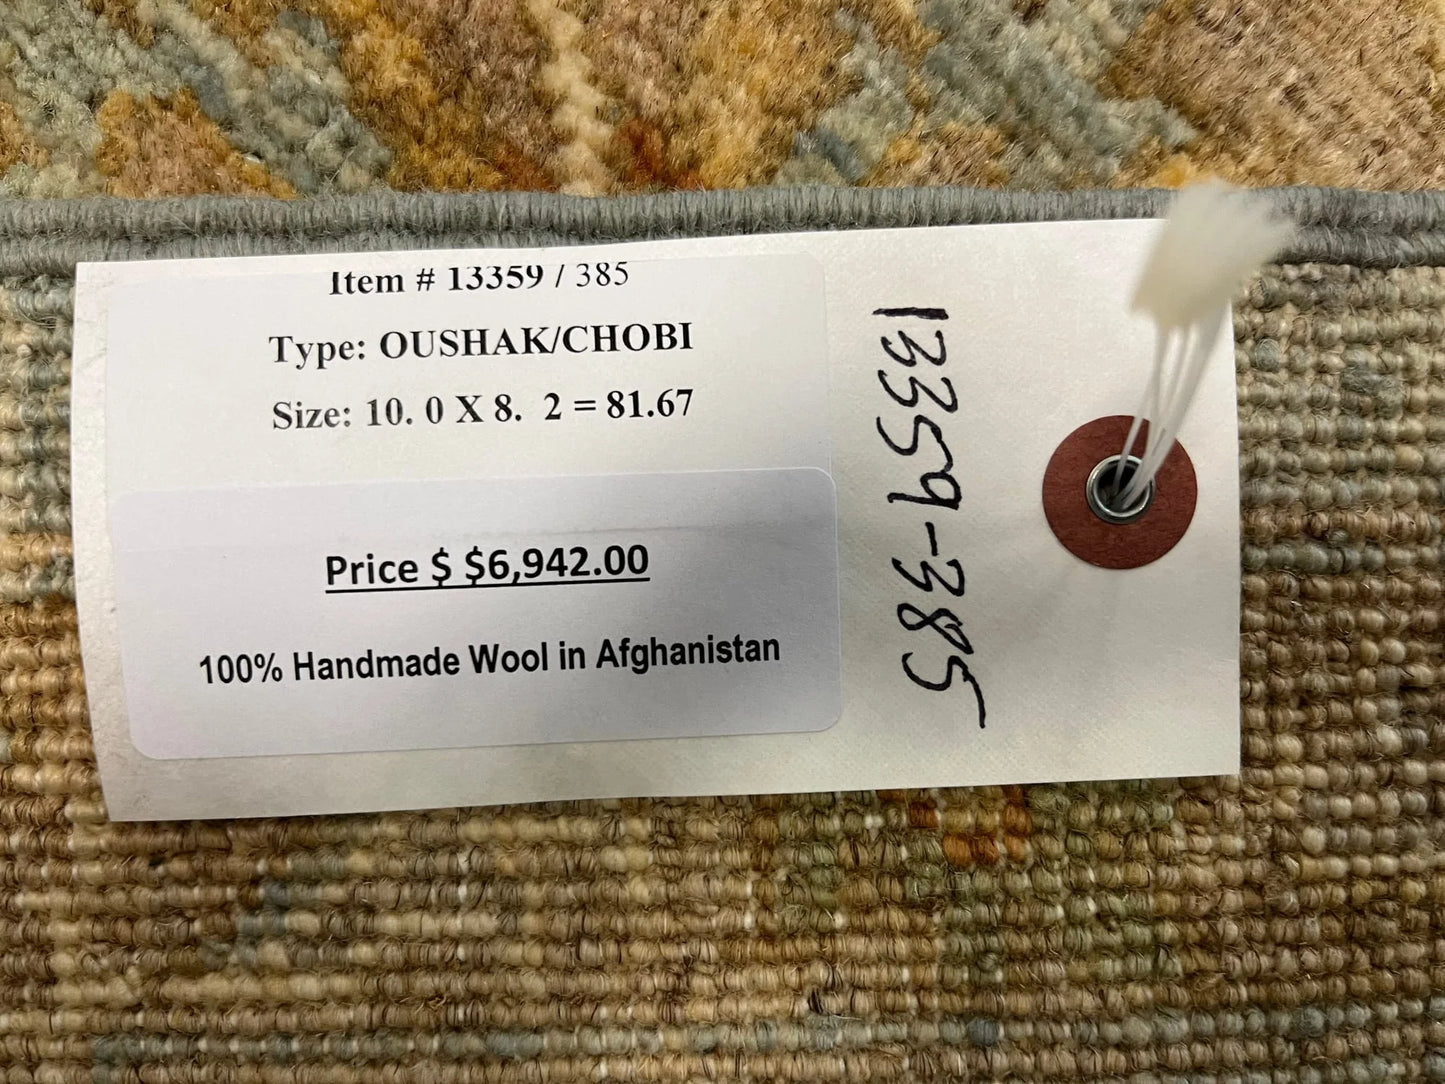 Item # 13359 / 385
Type: OUSHAK/CHOBI
Size: 10. 0 X 8. 2 = 81.67
Price $ $6,942.00
100% Handmade Wool in Afghanistan
13359-385